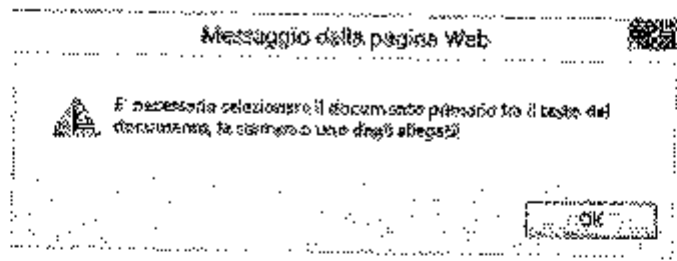 Messaggio della pagina Web
E' necessario selezionare il documento primario tra il testo del
documento, la stampa o uno degli allegati!
OK